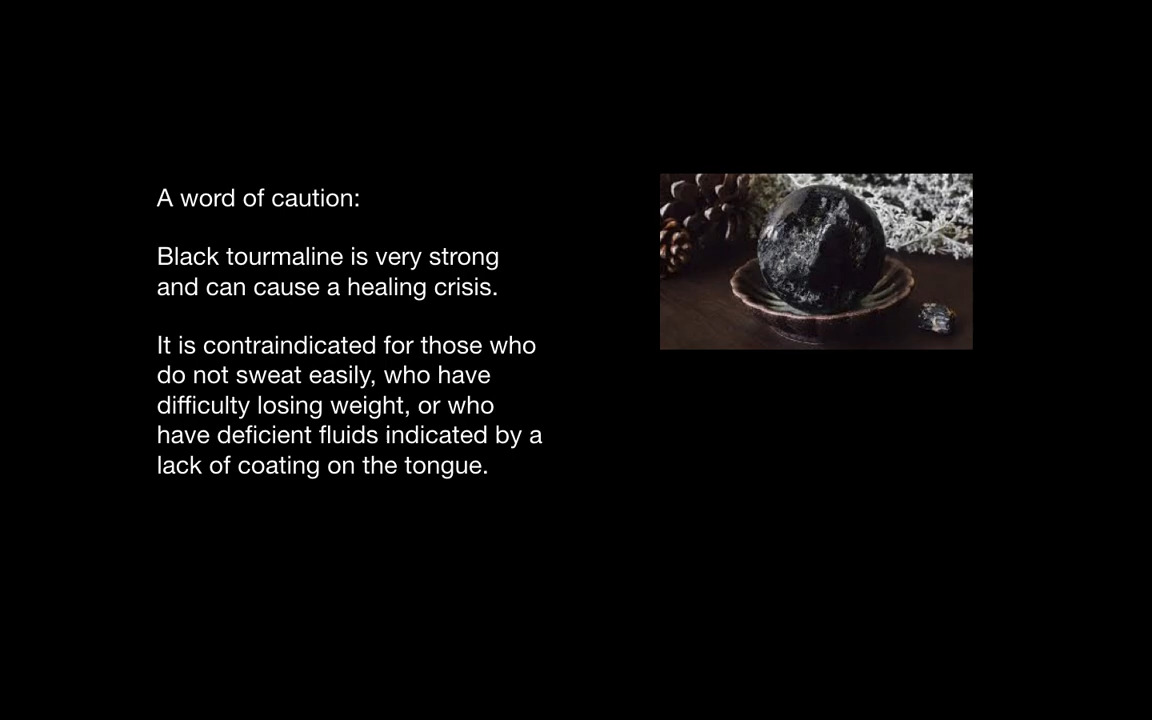 A word of caution:
Black tourmaline is very strong
and can cause a healing crisis.
It is contraindicated for those who
do not sweat easily, who have
difficulty losing weight, or who
have deficient fluids indicated by a
lack of coating on the tongue.